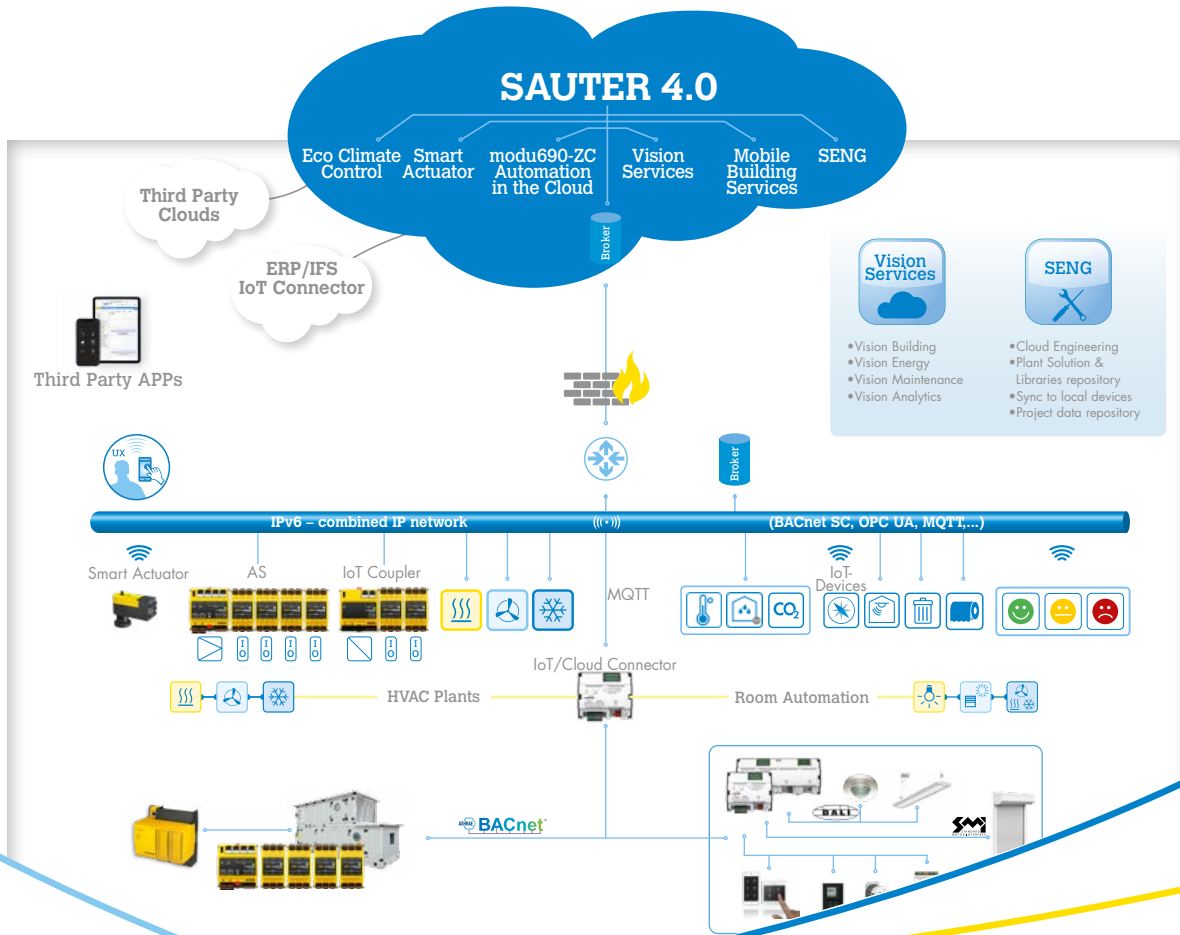 SAUTER 4.0
Eco Climate
Control
Smart
Actuator
modu690-ZC
Automation
in the Cloud
Vision
Services
Mobile
Building
Services
SENG
Broker
Third Party
Clouds
ERP/IFS
IoT Connector
Third Party APPs
Vision
Services
•Vision Building
•Vision Energy
•Vision Maintenance
•Vision Analytics
SENG
•Cloud Engineering
•Plant Solution &
Libraries repository
•Sync to local devices
•Project data repository
UX
Broker
IPv6 – combined IP network
(BACnet SC, OPC UA, MQTT,...)
Smart Actuator
AS
IoT Coupler
MQTT
IoT-
Devices
CO₂
I
O
I
O
I
O
I
O
I
O
I
O
IoT/Cloud Connector
HVAC Plants
Room Automation
ASHRAE BACnet™
DALI
SMI